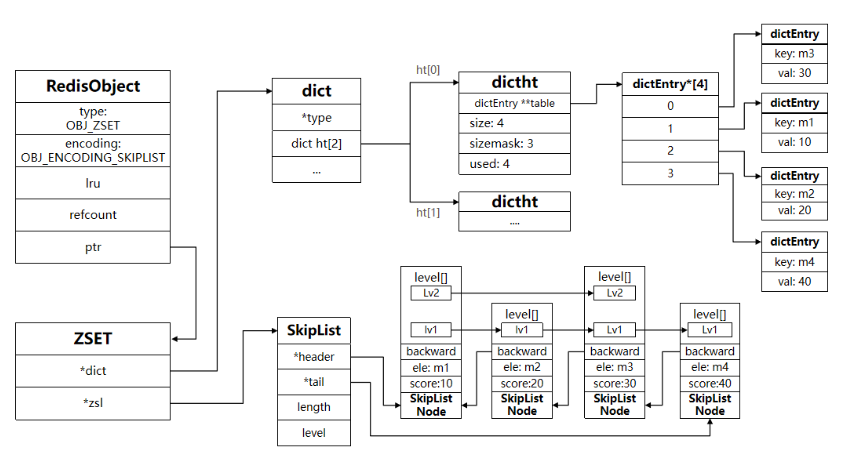 RedisObject
type:
OBJ_ZSET
encoding:
OBJ_ENCODING_SKIPLIST
lru
refcount
ptr
ZSET
*dict
*zsl
dict
*type
dict ht[2]
...
ht[0]
ht[1]
dictht
dictEntry **table
size: 4
sizemask: 3
used: 4
dictht
....
dictEntry*[4]
0
1
2
3
dictEntry
key: m3
val: 30
dictEntry
key: m1
val: 10
dictEntry
key: m2
val: 20
dictEntry
key: m4
val: 40
SkipList
*header
*tail
length
level
level[]
Lv2
lv1
backward
ele: m1
score:10
SkipList
Node
level[]
lv1
backward
ele: m2
score:20
SkipList
Node
level[]
Lv2
Lv1
backward
ele: m3
score:30
SkipList
Node
level[]
Lv1
backward
ele: m4
score:40
SkipList
Node